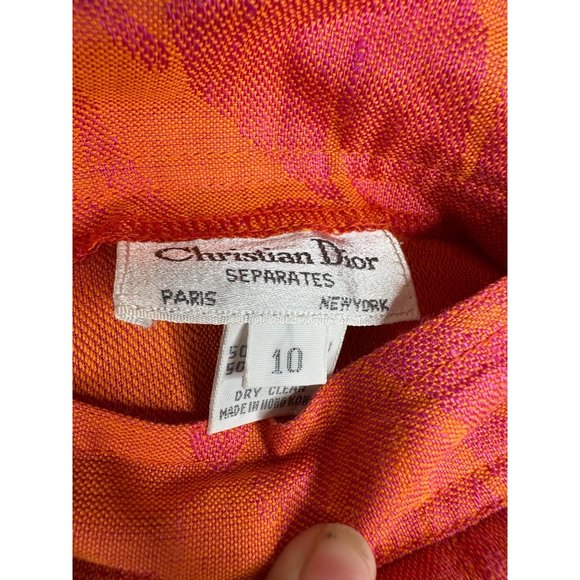 Christian Dior
SEPARATES
PARIS NEW YORK
10
DRY CLEAN
MADE IN HONG KONG